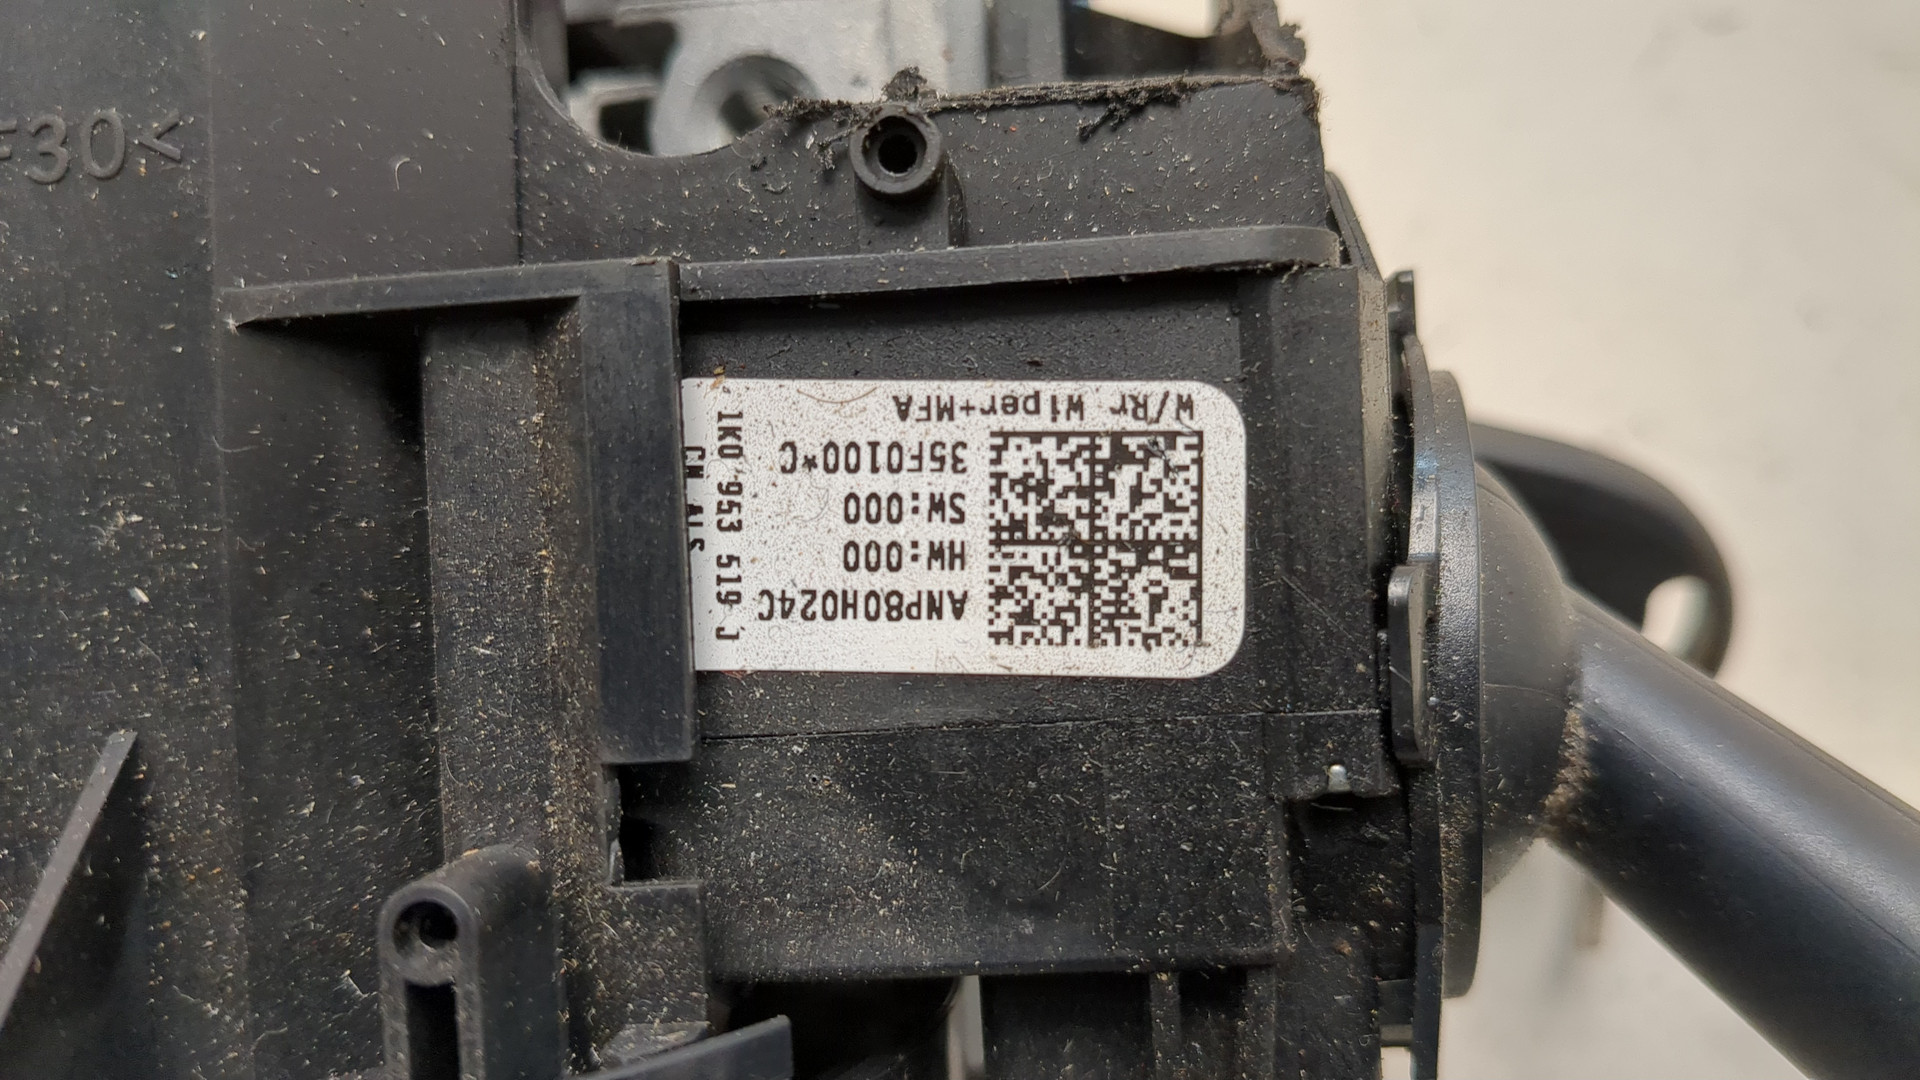 F30<
ANP80H024C
HW:000
SW:000
35F0100*C
W/Rr Wiper+MFA
1K0 953 519 J